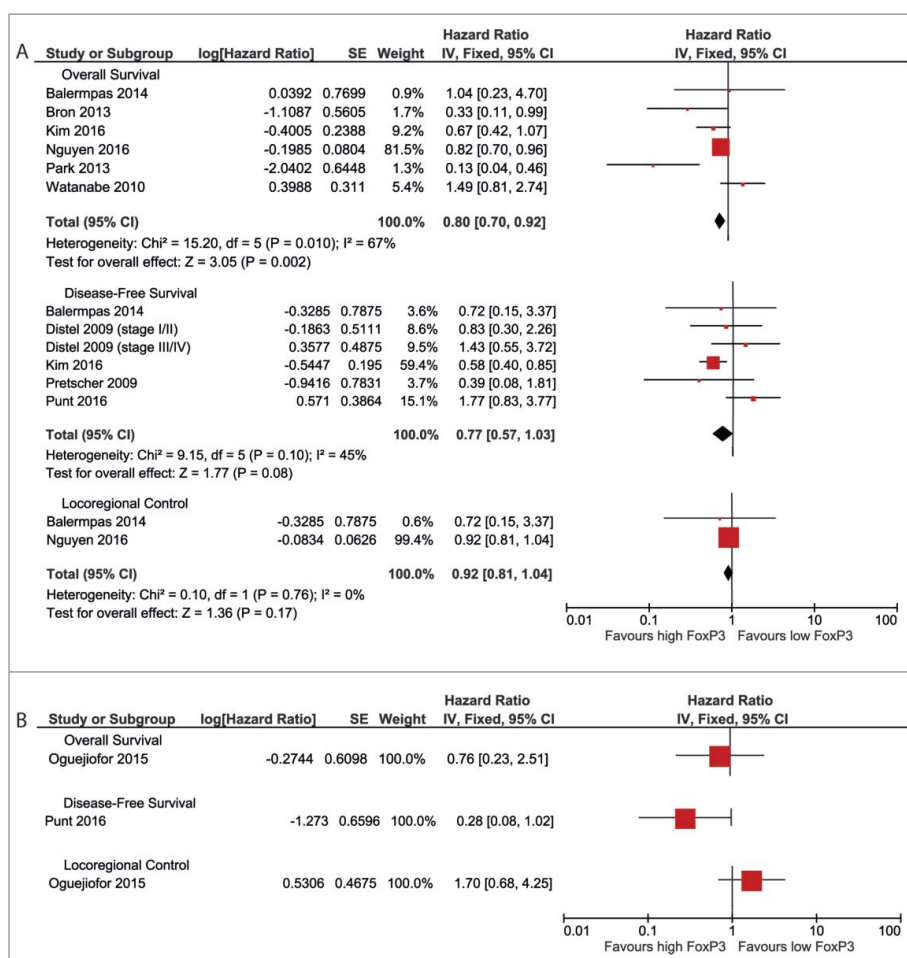 A
Hazard Ratio Hazard Ratio
Study or Subgroup log[Hazard Ratio] SE Weight IV, Fixed, 95% CI IV, Fixed, 95% CI
Overall Survival
Balermpas 2014 0.0392 0.7699 0.9% 1.04 [0.23, 4.70]
Bron 2013 -1.1087 0.5605 1.7% 0.33 [0.11, 0.99]
Kim 2016 -0.4005 0.2388 9.2% 0.67 [0.42, 1.07]
Nguyen 2016 -0.1985 0.0804 81.5% 0.82 [0.70, 0.96]
Park 2013 -2.0402 0.6448 1.3% 0.13 [0.04, 0.46]
Watanabe 2010 0.3988 0.311 5.4% 1.49 [0.81, 2.74]
Total (95% CI) 100.0% 0.80 [0.70, 0.92]
Heterogeneity: Chi² = 15.20, df = 5 (P = 0.010); I² = 67%
Test for overall effect: Z = 3.05 (P = 0.002)
Disease-Free Survival
Balermpas 2014 -0.3285 0.7875 3.6% 0.72 [0.15, 3.37]
Distel 2009 (stage I/II) -0.1863 0.5111 8.6% 0.83 [0.30, 2.26]
Distel 2009 (stage III/IV) 0.3577 0.4875 9.5% 1.43 [0.55, 3.72]
Kim 2016 -0.5447 0.195 59.4% 0.58 [0.40, 0.85]
Pretscher 2009 -0.9416 0.7831 3.7% 0.39 [0.08, 1.81]
Punt 2016 0.571 0.3864 15.1% 1.77 [0.83, 3.77]
Total (95% CI) 100.0% 0.77 [0.57, 1.03]
Heterogeneity: Chi² = 9.15, df = 5 (P = 0.10); I² = 45%
Test for overall effect: Z = 1.77 (P = 0.08)
Locoregional Control
Balermpas 2014 -0.3285 0.7875 0.6% 0.72 [0.15, 3.37]
Nguyen 2016 -0.0834 0.0626 99.4% 0.92 [0.81, 1.04]
Total (95% CI) 100.0% 0.92 [0.81, 1.04]
Heterogeneity: Chi² = 0.10, df = 1 (P = 0.76); I² = 0%
Test for overall effect: Z = 1.36 (P = 0.17)
0.01 0.1 1 10 100
Favours high FoxP3 Favours low FoxP3
B
Hazard Ratio Hazard Ratio
Study or Subgroup log[Hazard Ratio] SE Weight IV, Fixed, 95% CI IV, Fixed, 95% CI
Overall Survival
Oguejiofor 2015 -0.2744 0.6098 100.0% 0.76 [0.23, 2.51]
Disease-Free Survival
Punt 2016 -1.273 0.6596 100.0% 0.28 [0.08, 1.02]
Locoregional Control
Oguejiofor 2015 0.5306 0.4675 100.0% 1.70 [0.68, 4.25]
0.01 0.1 1 10 100
Favours high FoxP3 Favours low FoxP3